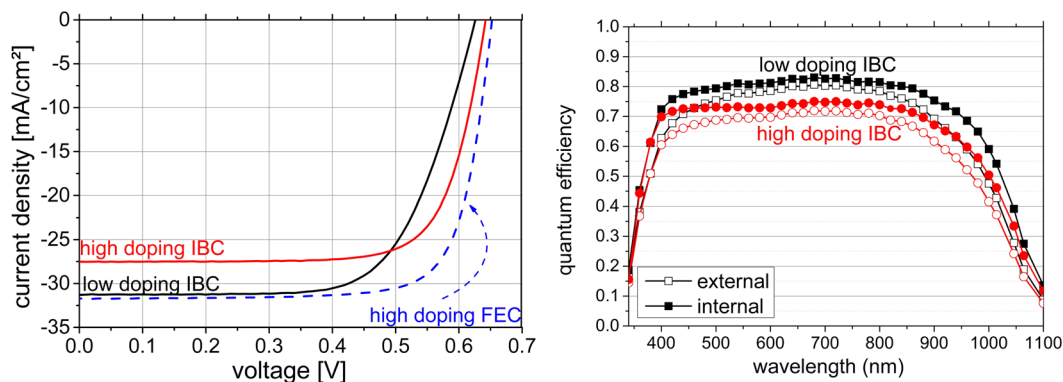 0
-5
-10
-15
-20
-25
-30
-35
current density [mA/cm²]
high doping IBC
low doping IBC
high doping FEC
0.0 0.1 0.2 0.3 0.4 0.5 0.6 0.7
voltage [V]
1.0
0.9
0.8
0.7
0.6
0.5
0.4
0.3
0.2
0.1
0.0
quantum efficiency
low doping IBC
high doping IBC
external
internal
400 500 600 700 800 900 1000 1100
wavelength (nm)